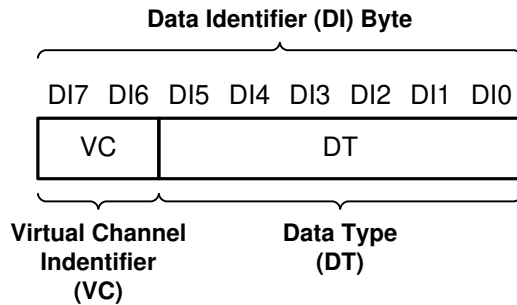 Data Identifier (DI) Byte
DI7 DI6 DI5 DI4 DI3 DI2 DI1 DI0
VC DT
Virtual Channel
Indentifier
(VC)
Data Type
(DT)